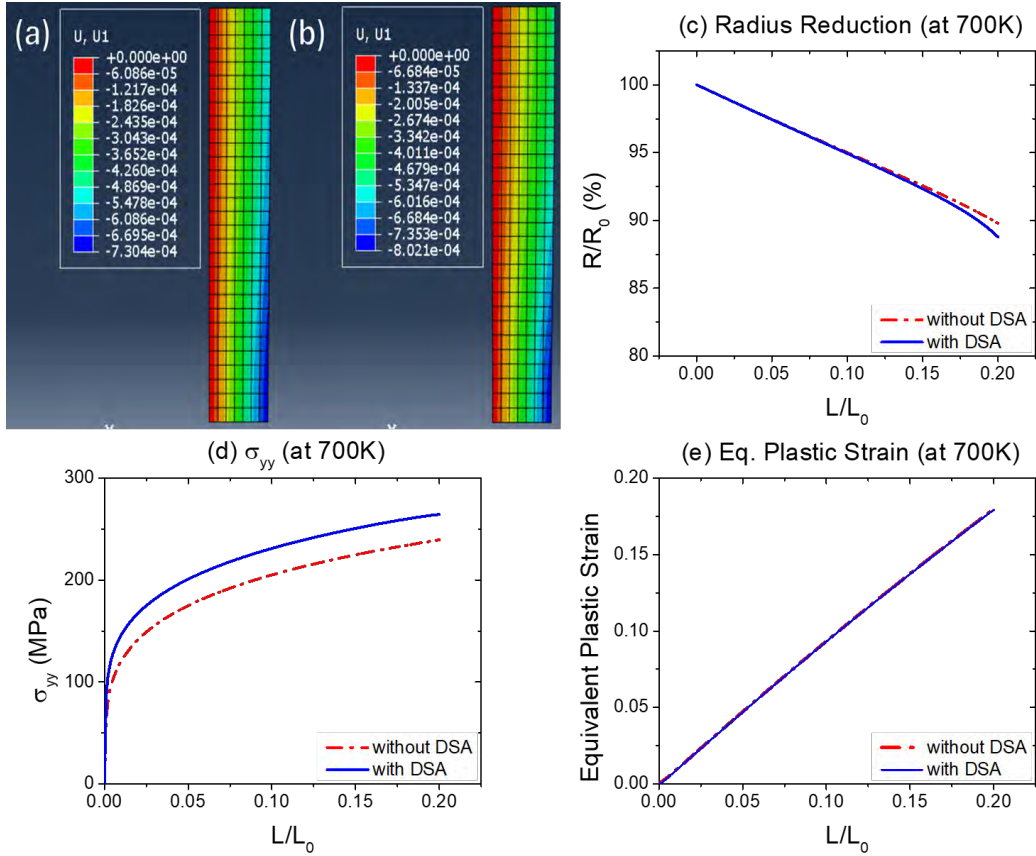 (a)
U, U1
+0.000e+00
-6.086e-05
-1.217e-04
-1.826e-04
-2.435e-04
-3.043e-04
-3.652e-04
-4.260e-04
-4.869e-04
-5.478e-04
-6.086e-04
-6.695e-04
-7.304e-04
(b)
U, U1
+0.000e+00
-6.684e-05
-1.337e-04
-2.005e-04
-2.674e-04
-3.342e-04
-4.011e-04
-4.679e-04
-5.347e-04
-6.016e-04
-6.684e-04
-7.353e-04
-8.021e-04
(c) Radius Reduction (at 700K)
R/R₀ (%)
100
95
90
85
80
without DSA
with DSA
0.00 0.05 0.10 0.15 0.20
L/L₀
(d) σyy (at 700K)
σyy (MPa)
300
200
100
0
without DSA
with DSA
0.00 0.05 0.10 0.15 0.20
L/L₀
(e) Eq. Plastic Strain (at 700K)
Equivalent Plastic Strain
0.20
0.15
0.10
0.05
0.00
without DSA
with DSA
0.00 0.05 0.10 0.15 0.20
L/L₀